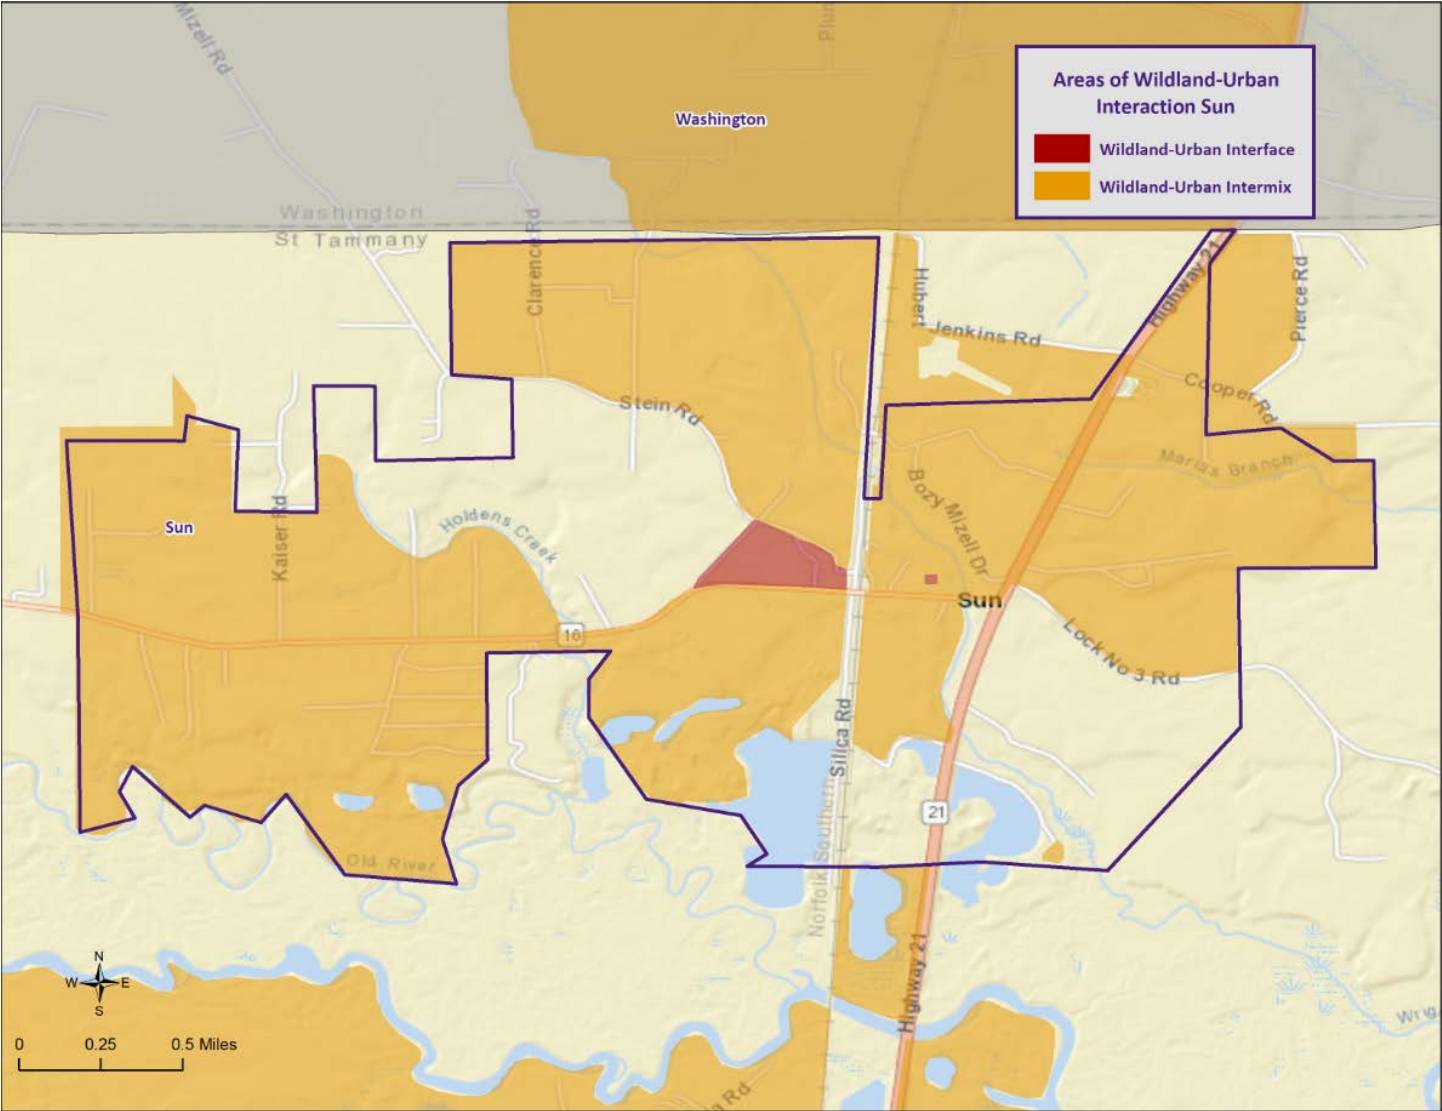 Mizell Rd
Plum
Areas of Wildland-Urban
Interaction Sun
Wildland-Urban Interface
Wildland-Urban Intermix
Washington
Washington
St Tammany
Clarence Rd
Hubert
Jenkins Rd
Highway 21
Pierce Rd
Cooper Rd
Stein Rd
Marias Branch
Bozy Mizell Dr
Holdens Creek
Sun
Kaiser Rd
Sun
16
Lock No 3 Rd
Silica Rd
Norfolk Southern
21
Old River
Highway 21
N
W E
S
0 0.25 0.5 Miles
Rd